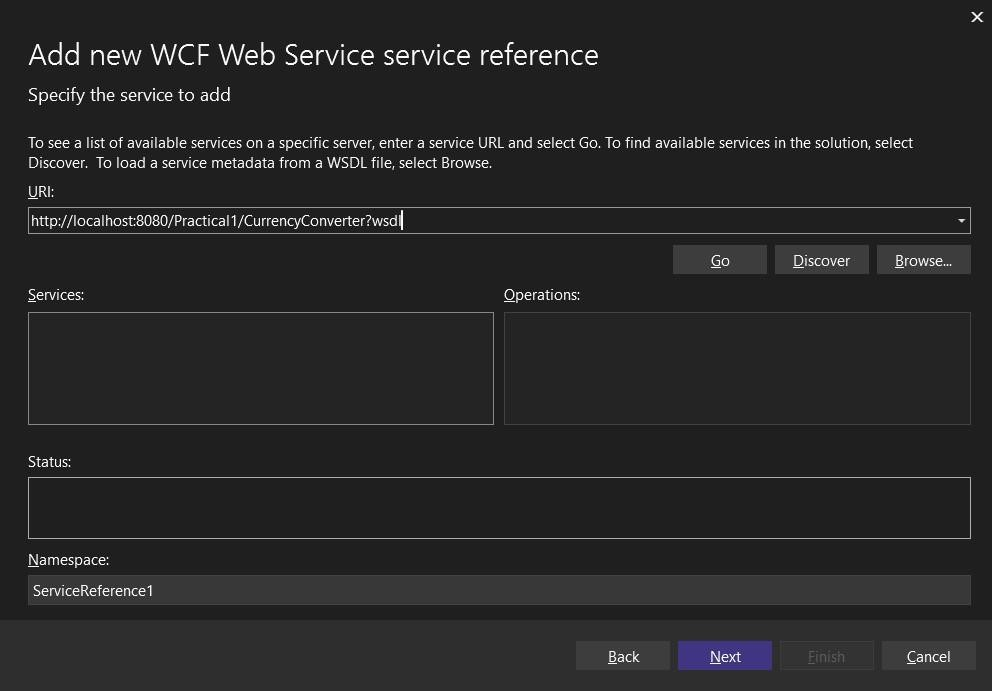 Add new WCF Web Service service reference
Specify the service to add
To see a list of available services on a specific server, enter a service URL and select Go. To find available services in the solution, select
Discover.  To load a service metadata from a WSDL file, select Browse.
URI:
http://localhost:8080/Practical1/CurrencyConverter?wsdl
Go Discover Browse...
Services: Operations:
Status:
Namespace:
ServiceReference1
Back Next Finish Cancel